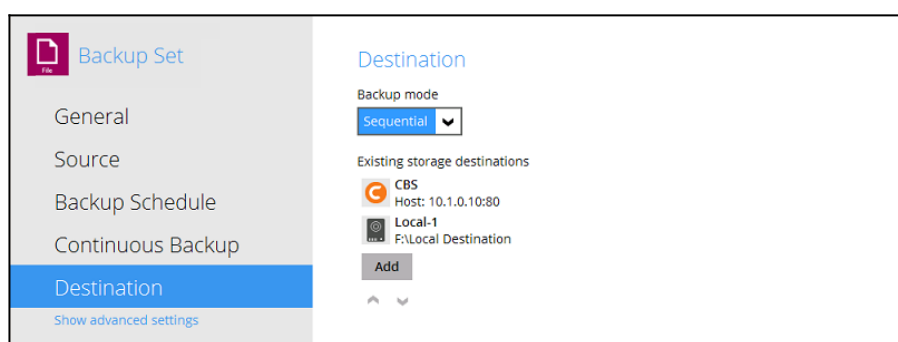 File
Backup Set
General
Source
Backup Schedule
Continuous Backup
Destination
Show advanced settings
Destination
Backup mode
Sequential
Existing storage destinations
CBS
Host: 10.1.0.10:80
Local-1
F:\Local Destination
Add